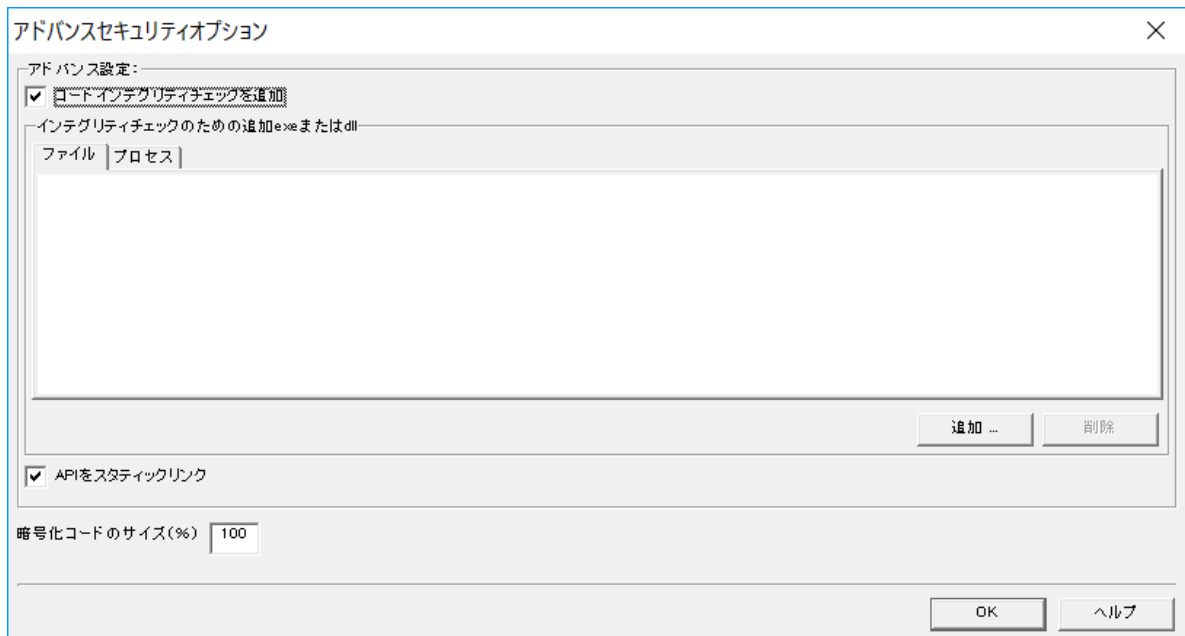 アドバンスセキュリティオプション
アドバンス設定:
コードインテグリティチェックを追加
インテグリティチェックのための追加exeまたはdll
ファイル プロセス
追加 ... 削除
APIをスタティックリンク
暗号化コードのサイズ(%) 100
OK ヘルプ